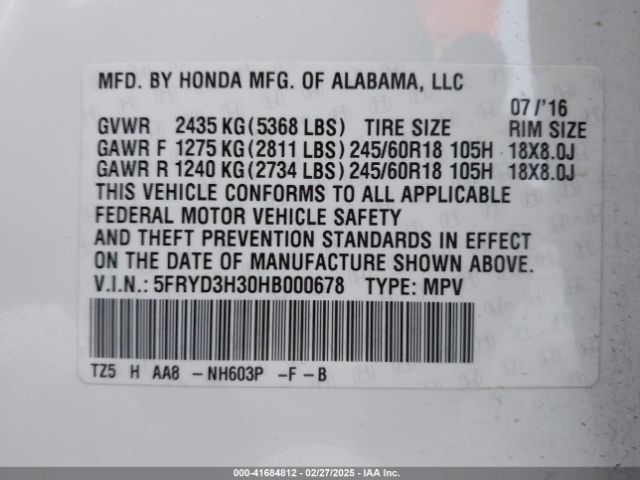 MFD. BY HONDA MFG. OF ALABAMA, LLC
07/'16
GVWR 2435 KG (5368 LBS) TIRE SIZE RIM SIZE
GAWR F 1275 KG (2811 LBS) 245/60R18 105H 18X8.0J
GAWR R 1240 KG (2734 LBS) 245/60R18 105H 18X8.0J
THIS VEHICLE CONFORMS TO ALL APPLICABLE
FEDERAL MOTOR VEHICLE SAFETY
AND THEFT PREVENTION STANDARDS IN EFFECT
ON THE DATE OF MANUFACTURE SHOWN ABOVE.
V.I.N.: 5FRYD3H30HB000678 TYPE: MPV
TZ5 H AA8 - NH603P - F - B
000-41684812 - 02/27/2025 - IAA Inc.